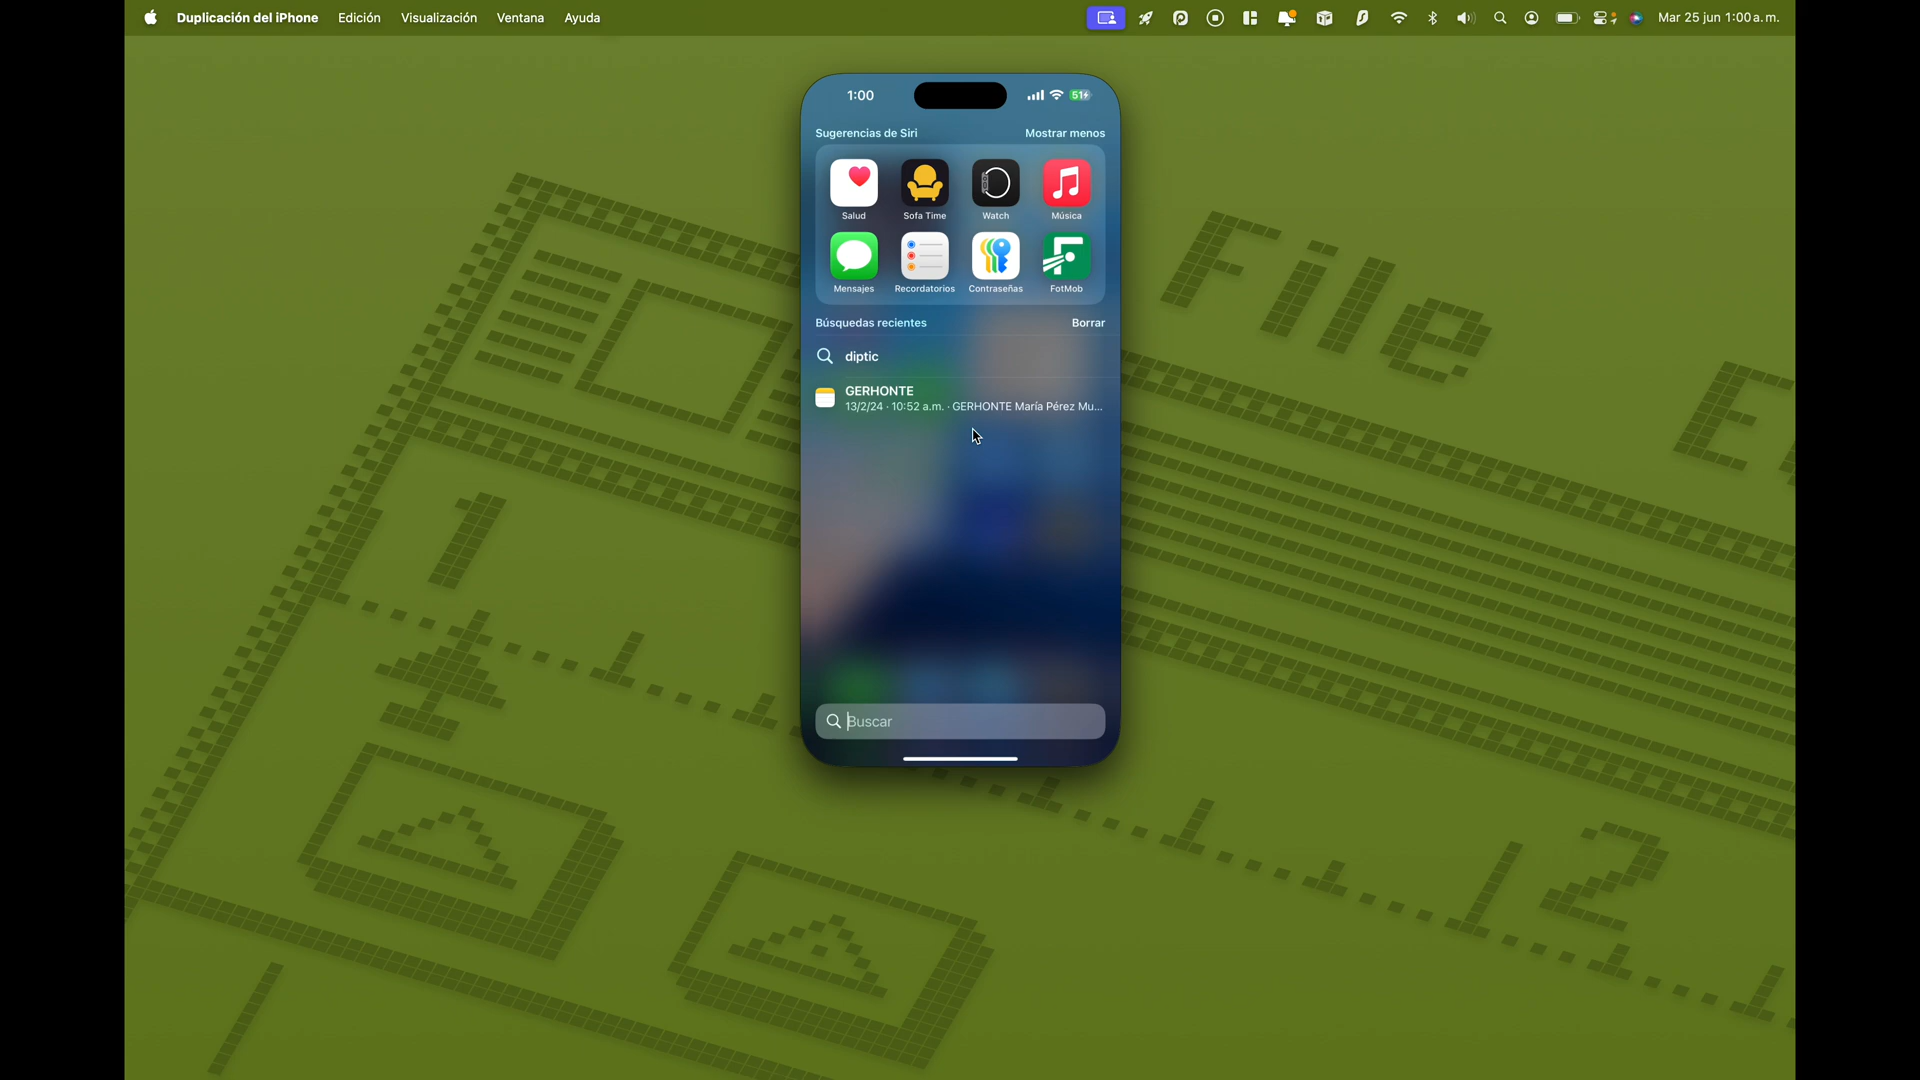 Duplicación del iPhone Edición Visualización Ventana Ayuda Mar 25 jun 1:00 a. m.
1:00 51
Sugerencias de Siri Mostrar menos
Salud Sofa Time Watch Música
Mensajes Recordatorios Contraseñas FotMob
Búsquedas recientes Borrar
diptic
GERHONTE
13/2/24 · 10:52 a.m. · GERHONTE María Pérez Mu...
Buscar
File
E
1
12